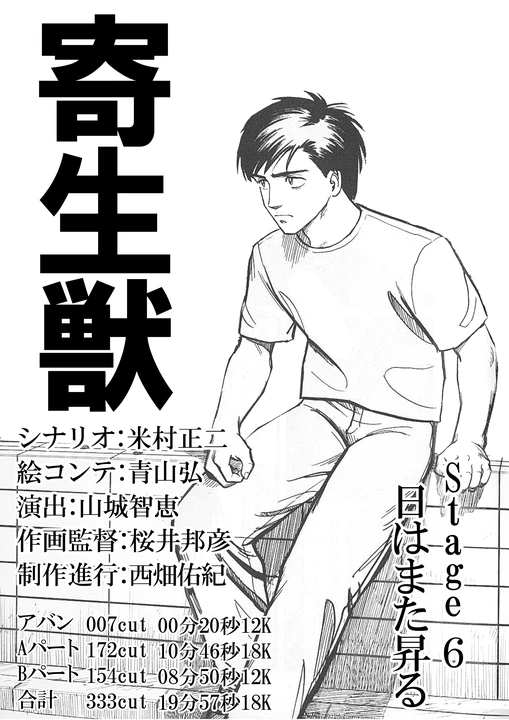 寄生獣
シナリオ：米村正二
絵コンテ：青山弘
演出：山城智恵
作画監督：桜井邦彦
制作進行：西畑佑紀
Stage 6
日はまた昇る
アバン 007cut 00分20秒12K
Aパート 172cut 10分46秒18K
Bパート 154cut 08分50秒12K
合計 333cut 19分57秒18K